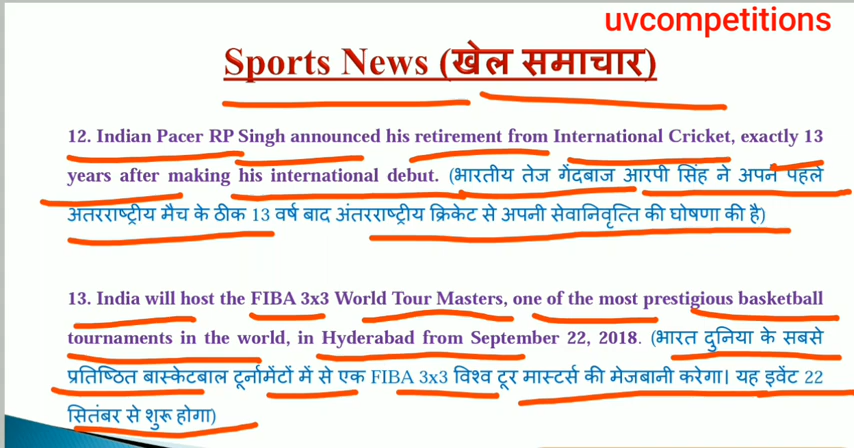 uvcompetitions
Sports News (खेल समाचार)
12. Indian Pacer RP Singh announced his retirement from International Cricket, exactly 13
years after making his international debut. (भारतीय तेज गेंदबाज आरपी सिंह ने अपने पहले
अंतरराष्ट्रीय मैच के ठीक 13 वर्ष बाद अंतरराष्ट्रीय क्रिकेट से अपनी सेवानिवृत्ति की घोषणा की है)
13. India will host the FIBA 3x3 World Tour Masters, one of the most prestigious basketball
tournaments in the world, in Hyderabad from September 22, 2018. (भारत दुनिया के सबसे
प्रतिष्ठित बास्केटबाल टूर्नामेंटों में से एक FIBA 3x3 विश्व टूर मास्टर्स की मेजबानी करेगा। यह इवेंट 22
सितंबर से शुरू होगा)